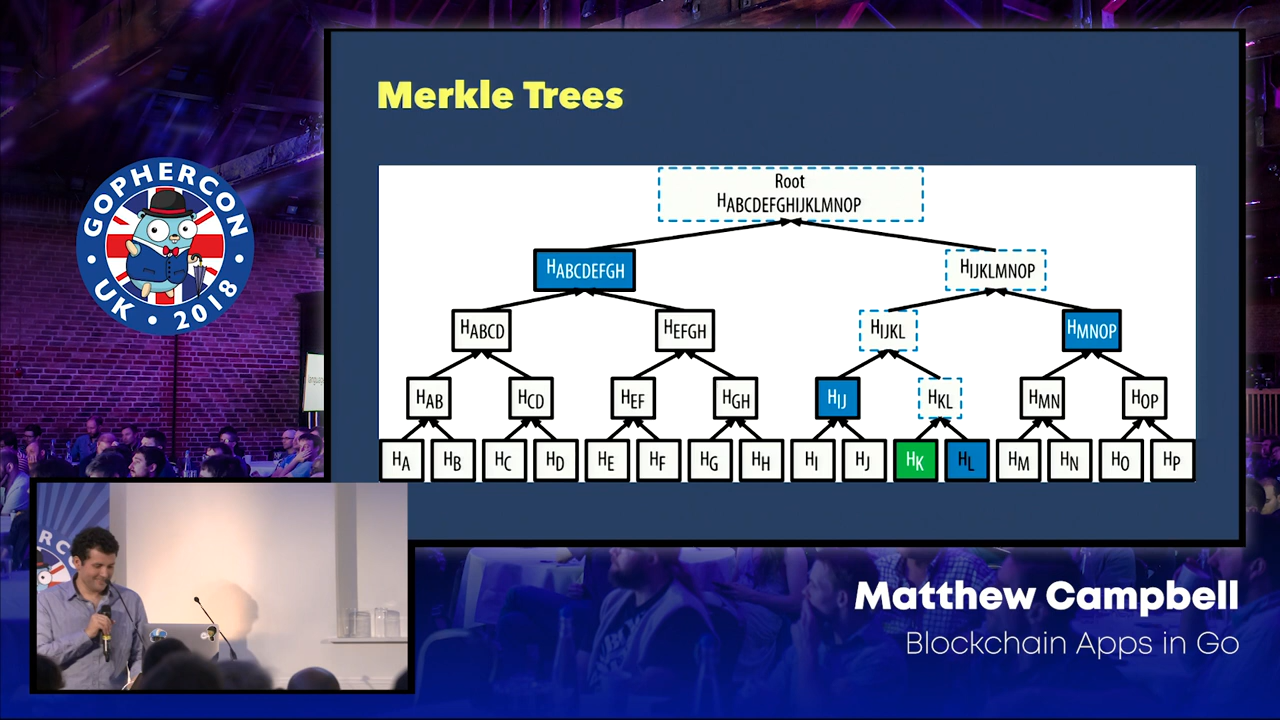 Merkle Trees
Root
HABCDEFGHIJKLMNOP
HABCDEFGH
HIJKLMNOP
HABCD
HEFGH
HIJKL
HMNOP
HAB
HCD
HEF
HGH
HIJ
HKL
HMN
HOP
HA
HB
HC
HD
HE
HF
HG
HH
HI
HJ
HK
HL
HM
HN
HO
HP
GOPHERCON
UK • 2018
Matthew Campbell
Blockchain Apps in Go